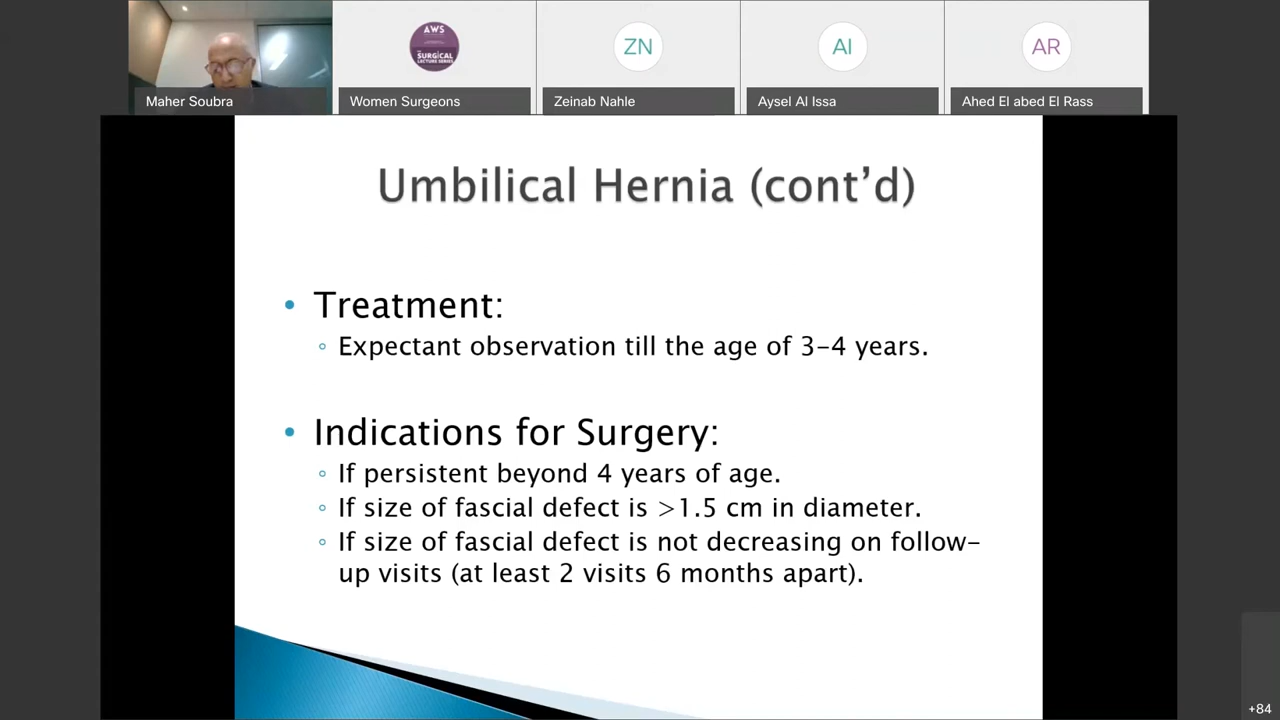 AWS
SURGICAL
LECTURE SERIES
ZN
AI
AR
Maher Soubra
Women Surgeons
Zeinab Nahle
Aysel Al Issa
Ahed El abed El Rass
Umbilical Hernia (cont’d)
• Treatment:
◦ Expectant observation till the age of 3-4 years.
• Indications for Surgery:
◦ If persistent beyond 4 years of age.
◦ If size of fascial defect is >1.5 cm in diameter.
◦ If size of fascial defect is not decreasing on follow-
up visits (at least 2 visits 6 months apart).
+84